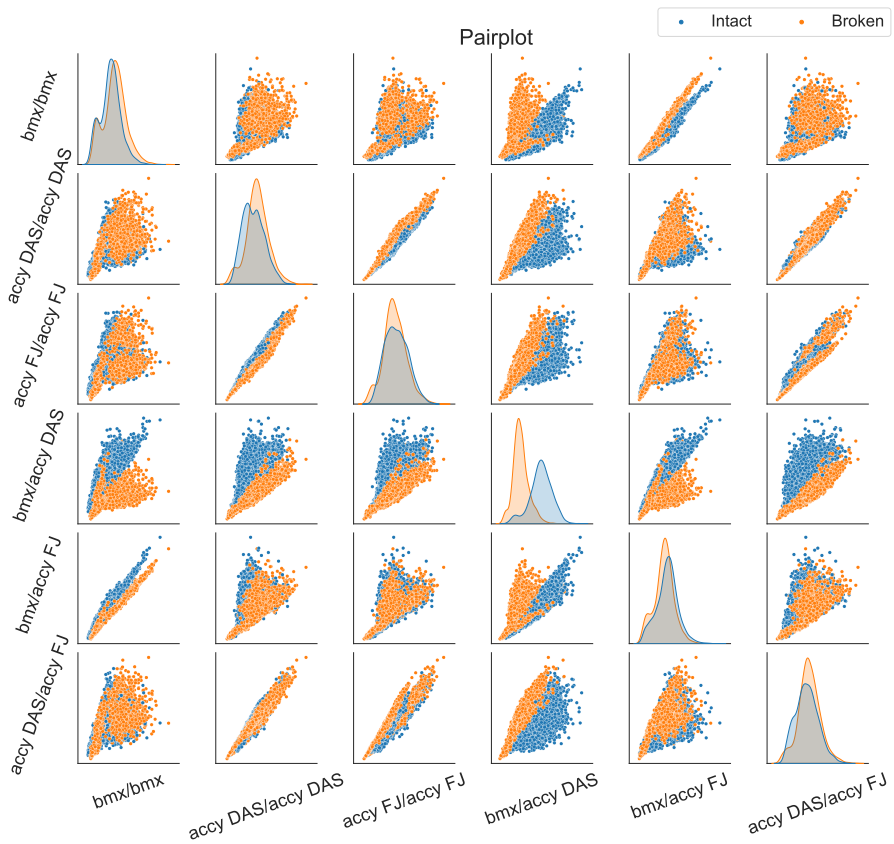 Intact Broken
Pairplot
bmx/bmx
accy DAS/accy DAS
accy FJ/accy FJ
bmx/accy DAS
bmx/accy FJ
accy DAS/accy FJ
bmx/bmx
accy DAS/accy DAS
accy FJ/accy FJ
bmx/accy DAS
bmx/accy FJ
accy DAS/accy FJ